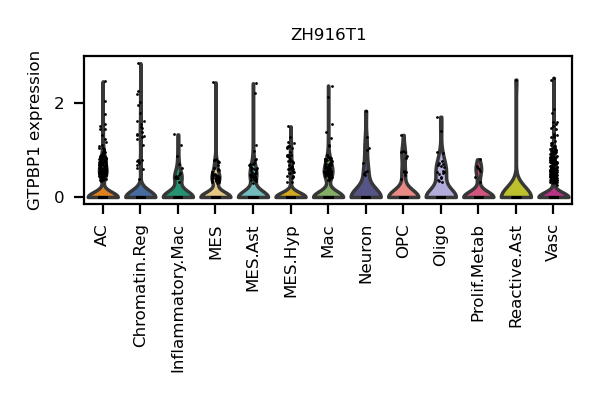 ZH916T1
GTPBP1 expression
2
0
AC
Chromatin.Reg
Inflammatory.Mac
MES
MES.Ast
MES.Hyp
Mac
Neuron
OPC
Oligo
Prolif.Metab
Reactive.Ast
Vasc